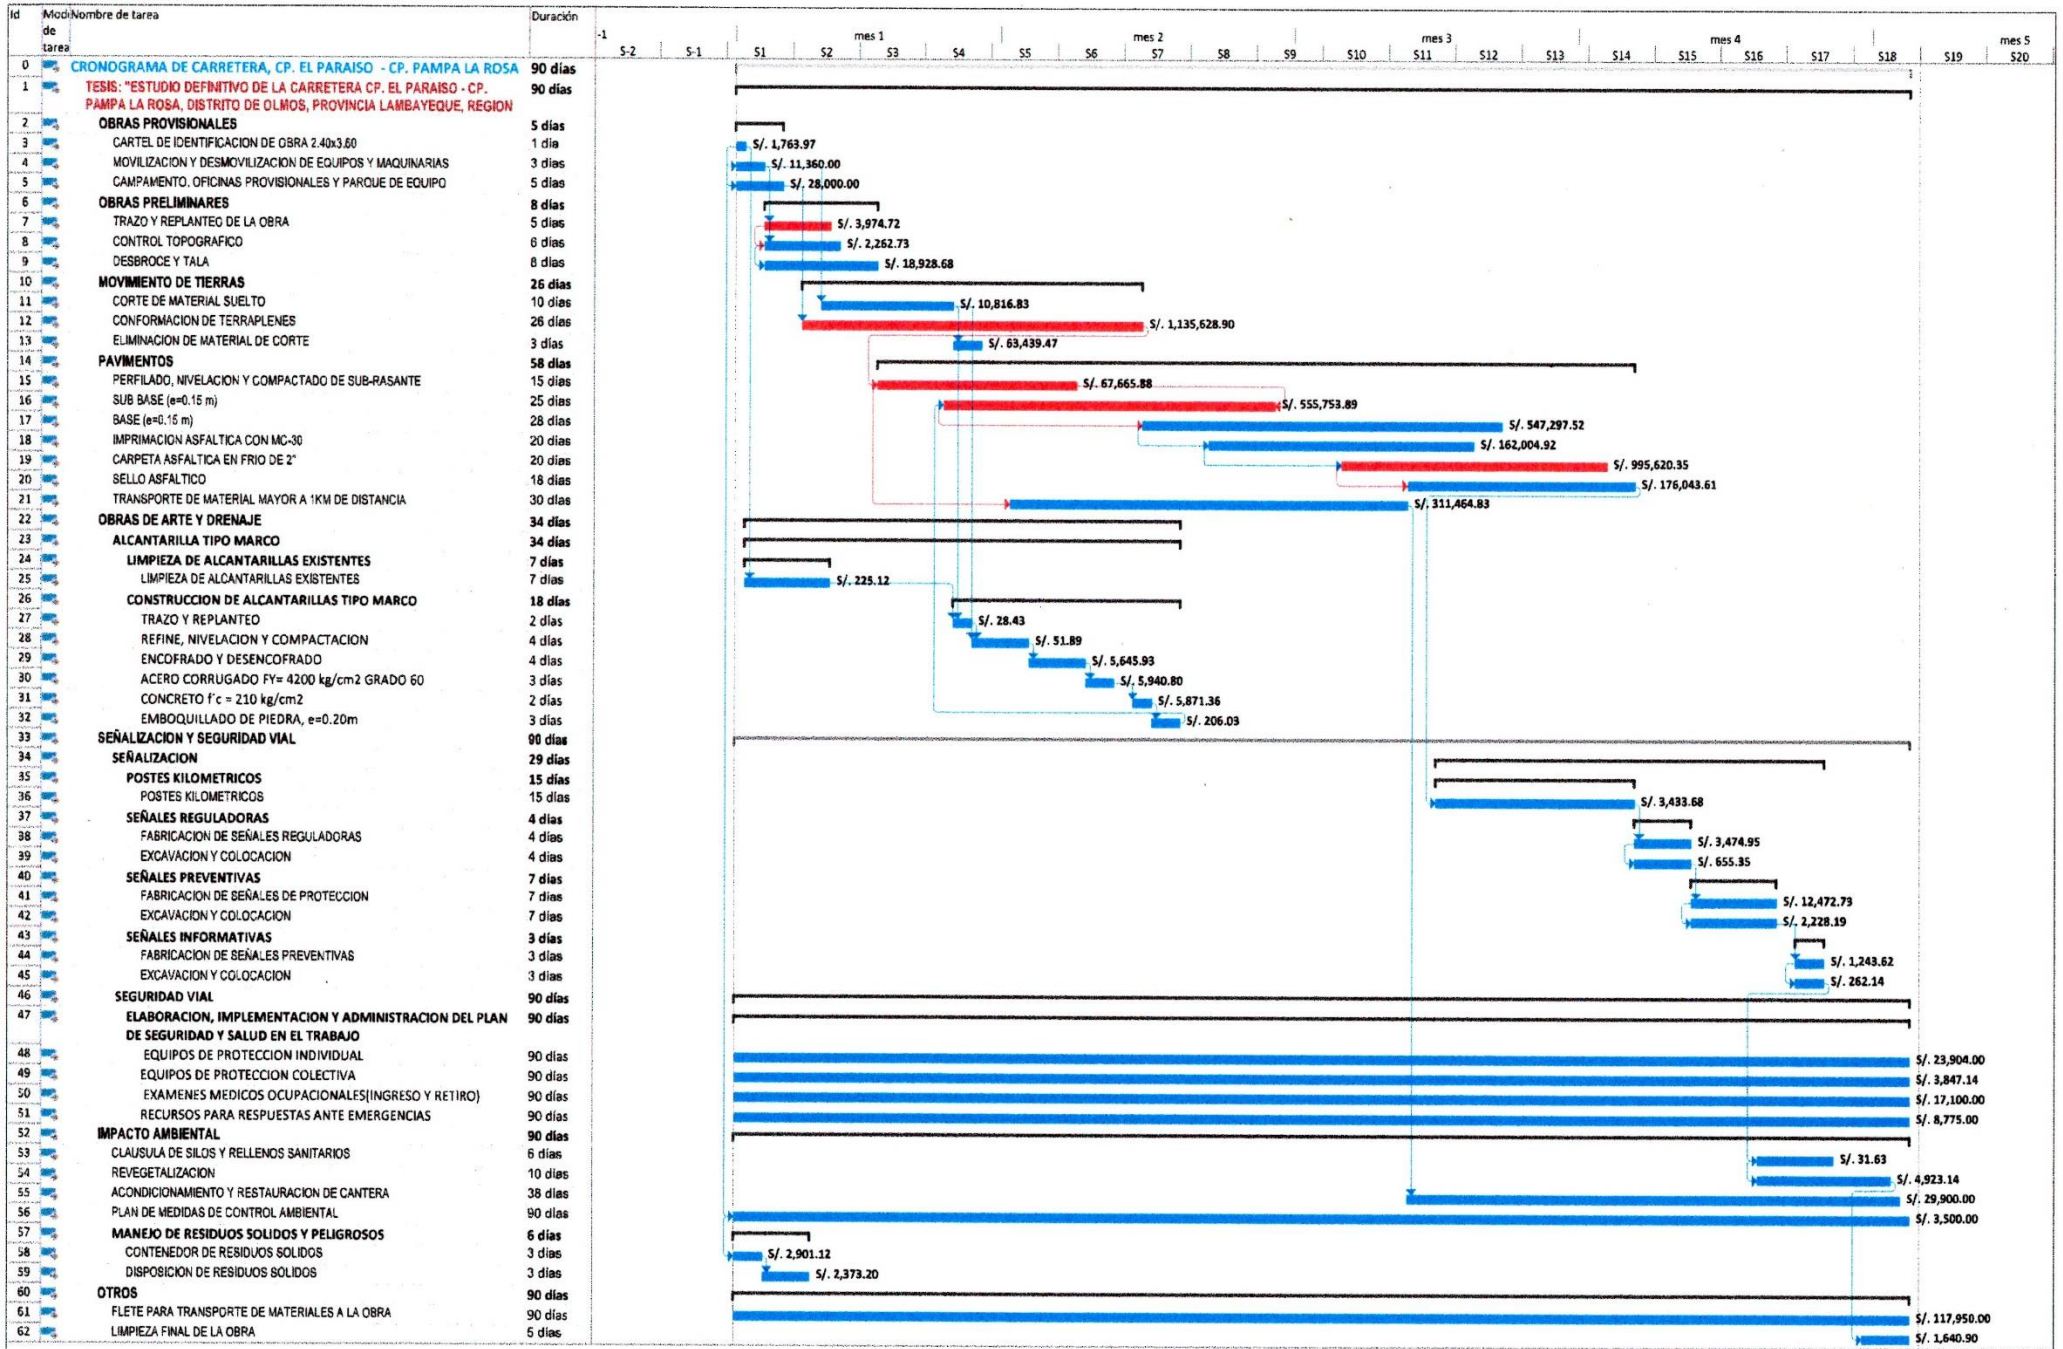 Id Modo de tarea Nombre de tarea Duración
-1 mes 1 mes 2 mes 3 mes 4 mes 5
S-2 S-1 S1 S2 S3 S4 S5 S6 S7 S8 S9 S10 S11 S12 S13 S14 S15 S16 S17 S18 S19 S20
0 CRONOGRAMA DE CARRETERA, CP. EL PARAISO - CP. PAMPA LA ROSA 90 días
1 TESIS: "ESTUDIO DEFINITIVO DE LA CARRETERA CP. EL PARAISO - CP. 90 días
PAMPA LA ROSA, DISTRITO DE OLMOS, PROVINCIA LAMBAYEQUE, REGION
2 OBRAS PROVISIONALES 5 días
3 CARTEL DE IDENTIFICACION DE OBRA 2.40x3.60 1 día S/. 1,763.97
4 MOVILIZACION Y DESMOVILIZACION DE EQUIPOS Y MAQUINARIAS 3 días S/. 11,360.00
5 CAMPAMENTO, OFICINAS PROVISIONALES Y PARQUE DE EQUIPO 5 días S/. 28,000.00
6 OBRAS PRELIMINARES 8 días
7 TRAZO Y REPLANTEO DE LA OBRA 5 días S/. 3,974.72
8 CONTROL TOPOGRAFICO 6 días S/. 2,262.73
9 DESBROCE Y TALA 8 días S/. 18,928.68
10 MOVIMIENTO DE TIERRAS 26 días
11 CORTE DE MATERIAL SUELTO 10 días S/. 10,816.83
12 CONFORMACION DE TERRAPLENES 26 días S/. 1,135,628.90
13 ELIMINACION DE MATERIAL DE CORTE 3 días S/. 63,439.47
14 PAVIMENTOS 58 días
15 PERFILADO, NIVELACION Y COMPACTADO DE SUB-RASANTE 15 días S/. 67,665.88
16 SUB BASE (e=0.15 m) 25 días S/. 555,753.89
17 BASE (e=0.15 m) 28 días S/. 547,297.52
18 IMPRIMACION ASFALTICA CON MC-30 20 días S/. 162,004.92
19 CARPETA ASFALTICA EN FRIO DE 2" 20 días S/. 995,620.35
20 SELLO ASFALTICO 18 días S/. 176,043.61
21 TRANSPORTE DE MATERIAL MAYOR A 1KM DE DISTANCIA 30 días S/. 311,464.83
22 OBRAS DE ARTE Y DRENAJE 34 días
23 ALCANTARILLA TIPO MARCO 34 días
24 LIMPIEZA DE ALCANTARILLAS EXISTENTES 7 días
25 LIMPIEZA DE ALCANTARILLAS EXISTENTES 7 días S/. 225.12
26 CONSTRUCCION DE ALCANTARILLAS TIPO MARCO 18 días
27 TRAZO Y REPLANTEO 2 días S/. 28.43
28 REFINE, NIVELACION Y COMPACTACION 4 días S/. 51.89
29 ENCOFRADO Y DESENCOFRADO 4 días S/. 5,645.93
30 ACERO CORRUGADO FY= 4200 kg/cm2 GRADO 60 3 días S/. 5,940.80
31 CONCRETO f'c = 210 kg/cm2 2 días S/. 5,871.36
32 EMBOQUILLADO DE PIEDRA, e=0.20m 3 días S/. 206.03
33 SEÑALIZACION Y SEGURIDAD VIAL 90 días
34 SEÑALIZACION 29 días
35 POSTES KILOMETRICOS 15 días
36 POSTES KILOMETRICOS 15 días S/. 3,433.68
37 SEÑALES REGULADORAS 4 días
38 FABRICACION DE SEÑALES REGULADORAS 4 días S/. 3,474.95
39 EXCAVACION Y COLOCACION 4 días S/. 655.35
40 SEÑALES PREVENTIVAS 7 días
41 FABRICACION DE SEÑALES DE PROTECCION 7 días S/. 12,472.73
42 EXCAVACION Y COLOCACION 7 días S/. 2,228.19
43 SEÑALES INFORMATIVAS 3 días
44 FABRICACION DE SEÑALES PREVENTIVAS 3 días S/. 1,243.62
45 EXCAVACION Y COLOCACION 3 días S/. 262.14
46 SEGURIDAD VIAL 90 días
47 ELABORACION, IMPLEMENTACION Y ADMINISTRACION DEL PLAN 90 días
DE SEGURIDAD Y SALUD EN EL TRABAJO
48 EQUIPOS DE PROTECCION INDIVIDUAL 90 días S/. 23,904.00
49 EQUIPOS DE PROTECCION COLECTIVA 90 días S/. 3,847.14
50 EXAMENES MEDICOS OCUPACIONALES(INGRESO Y RETIRO) 90 días S/. 17,100.00
51 RECURSOS PARA RESPUESTAS ANTE EMERGENCIAS 90 días S/. 8,775.00
52 IMPACTO AMBIENTAL 90 días
53 CLAUSULA DE SILOS Y RELLENOS SANITARIOS 6 días S/. 31.63
54 REVEGETALIZACION 10 días S/. 4,923.14
55 ACONDICIONAMIENTO Y RESTAURACION DE CANTERA 38 días S/. 29,900.00
56 PLAN DE MEDIDAS DE CONTROL AMBIENTAL 90 días S/. 3,500.00
57 MANEJO DE RESIDUOS SOLIDOS Y PELIGROSOS 6 días
58 CONTENEDOR DE RESIDUOS SOLIDOS 3 días S/. 2,901.12
59 DISPOSICION DE RESIDUOS SOLIDOS 3 días S/. 2,373.20
60 OTROS 90 días
61 FLETE PARA TRANSPORTE DE MATERIALES A LA OBRA 90 días S/. 117,950.00
62 LIMPIEZA FINAL DE LA OBRA 5 días S/. 1,640.90